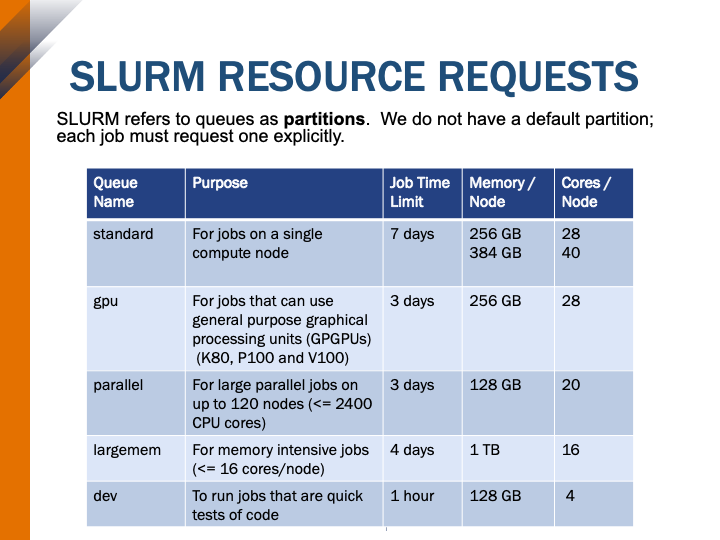 SLURM RESOURCE REQUESTS
SLURM refers to queues as partitions. We do not have a default partition;
each job must request one explicitly.
Queue Name | Purpose | Job Time Limit | Memory / Node | Cores / Node
standard | For jobs on a single compute node | 7 days | 256 GB 384 GB | 28 40
gpu | For jobs that can use general purpose graphical processing units (GPGPUs) (K80, P100 and V100) | 3 days | 256 GB | 28
parallel | For large parallel jobs on up to 120 nodes (<= 2400 CPU cores) | 3 days | 128 GB | 20
largemem | For memory intensive jobs (<= 16 cores/node) | 4 days | 1 TB | 16
dev | To run jobs that are quick tests of code | 1 hour | 128 GB | 4